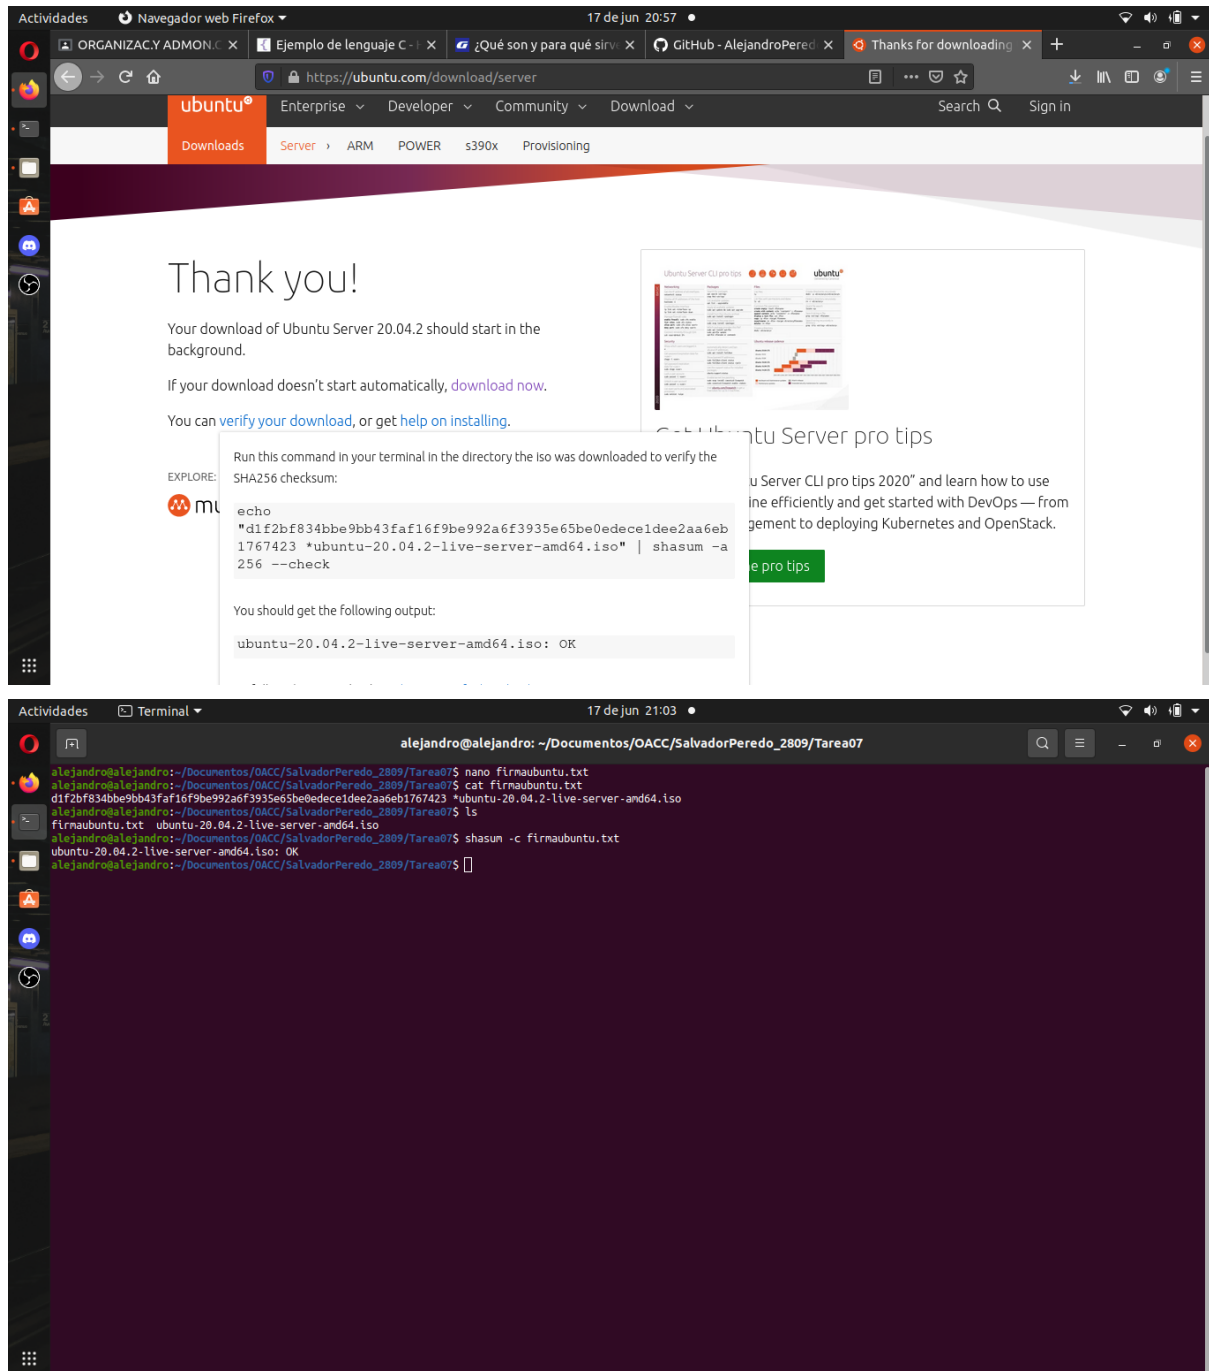 Actividades Navegador web Firefox 17 de jun 20:57
ORGANIZAC.Y ADMON.C Ejemplo de lenguaje C - ¿Qué son y para qué sirv GitHub - AlejandroPered Thanks for downloading
https://ubuntu.com/download/server
ubuntu® Enterprise Developer Community Download Search Sign in
Downloads Server › ARM POWER s390x Provisioning
Thank you!
Your download of Ubuntu Server 20.04.2 should start in the
background.
If your download doesn't start automatically, download now.
You can verify your download, or get help on installing.
EXPLORE:
mu
Run this command in your terminal in the directory the iso was downloaded to verify the
SHA256 checksum:
echo
"d1f2bf834bbe9bb43faf16f9be992a6f3935e65be0edece1dee2aa6eb
1767423 *ubuntu-20.04.2-live-server-amd64.iso" | shasum -a
256 --check
You should get the following output:
ubuntu-20.04.2-live-server-amd64.iso: OK
Ubuntu Server CLI pro tips ubuntu®
ntu Server pro tips
u Server CLI pro tips 2020" and learn how to use
ine efficiently and get started with DevOps — from
gement to deploying Kubernetes and OpenStack.
e pro tips
Actividades Terminal 17 de jun 21:03
alejandro@alejandro: ~/Documentos/OACC/SalvadorPeredo_2809/Tarea07
alejandro@alejandro:~/Documentos/OACC/SalvadorPeredo_2809/Tarea07$ nano firmaubuntu.txt
alejandro@alejandro:~/Documentos/OACC/SalvadorPeredo_2809/Tarea07$ cat firmaubuntu.txt
d1f2bf834bbe9bb43faf16f9be992a6f3935e65be0edece1dee2aa6eb1767423 *ubuntu-20.04.2-live-server-amd64.iso
alejandro@alejandro:~/Documentos/OACC/SalvadorPeredo_2809/Tarea07$ ls
firmaubuntu.txt ubuntu-20.04.2-live-server-amd64.iso
alejandro@alejandro:~/Documentos/OACC/SalvadorPeredo_2809/Tarea07$ shasum -c firmaubuntu.txt
ubuntu-20.04.2-live-server-amd64.iso: OK
alejandro@alejandro:~/Documentos/OACC/SalvadorPeredo_2809/Tarea07$